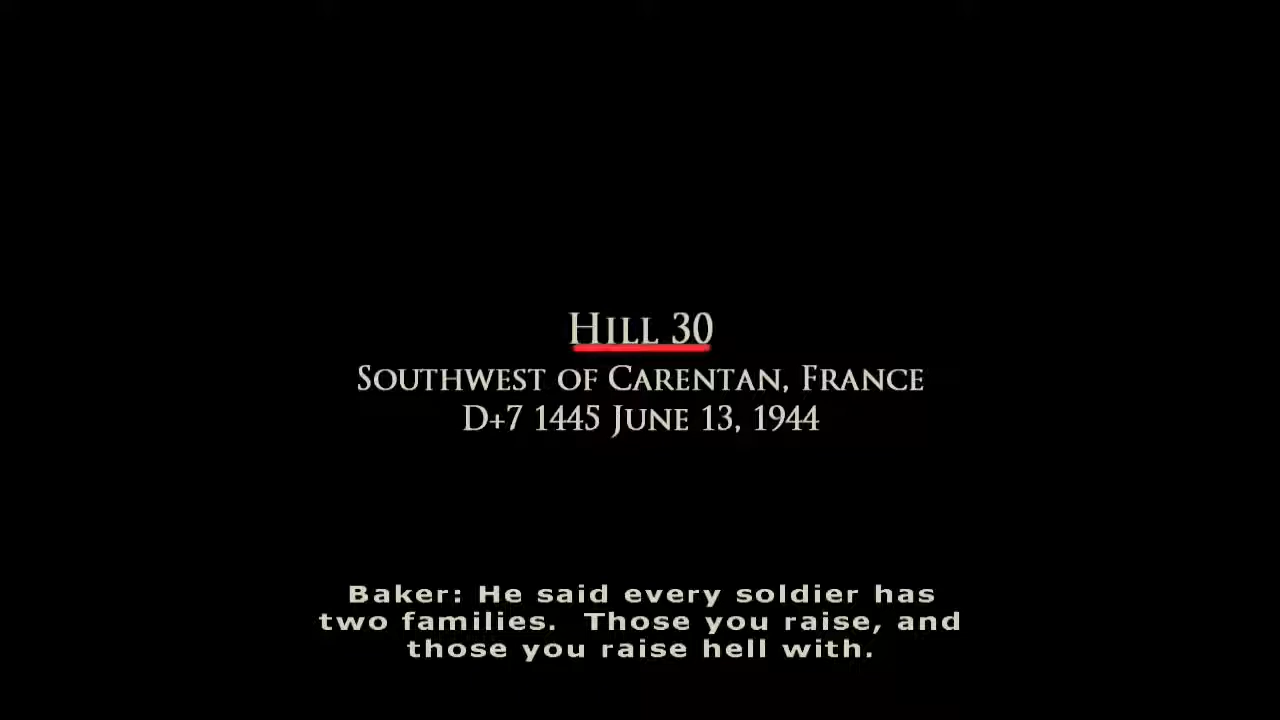 Hill 30
Southwest of Carentan, France
D+7 1445 June 13, 1944
Baker: He said every soldier has
two families.  Those you raise, and
those you raise hell with.